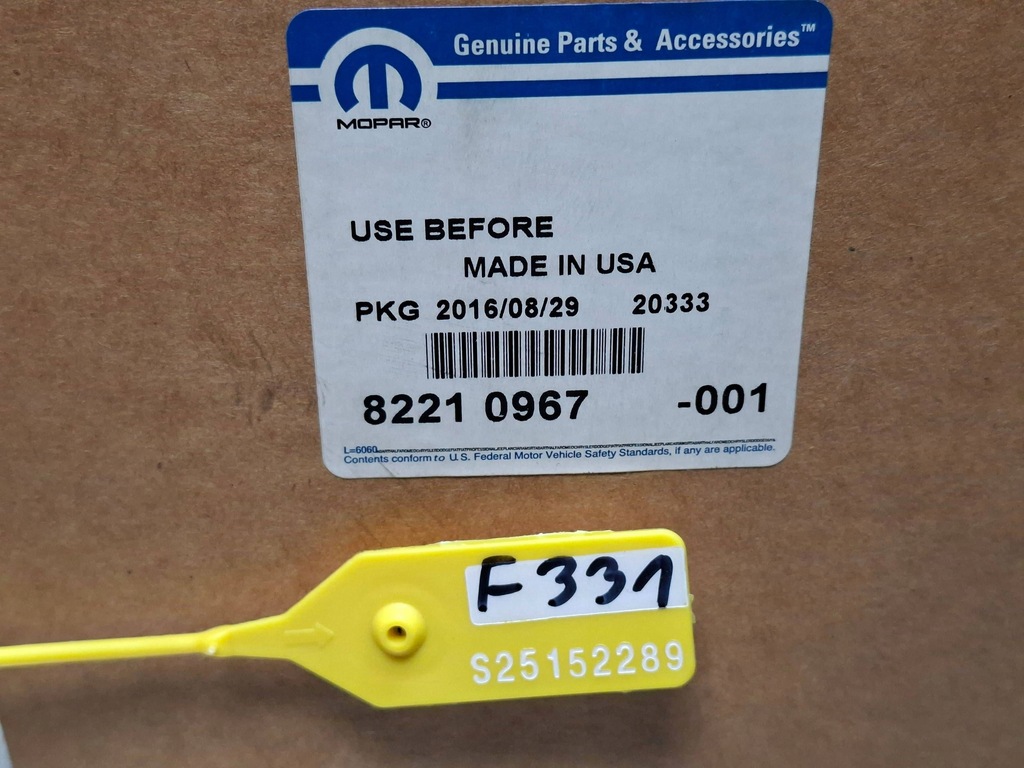 Genuine Parts & Accessories™
MOPAR®
USE BEFORE
MADE IN USA
PKG 2016/08/29 20333
8221 0967 -001
L=6060
Contents conform to U.S. Federal Motor Vehicle Safety Standards, if any are applicable.
F331
S25152289